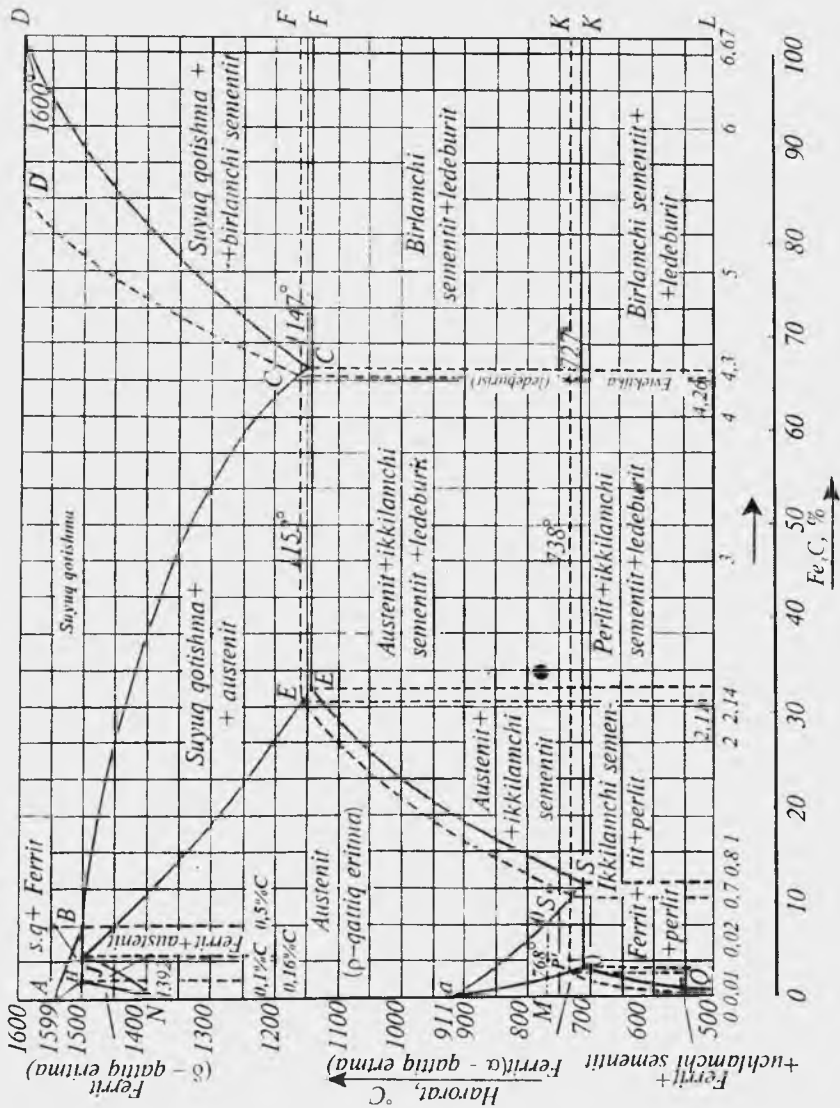 D
F
F
K
K
L
1600°
D
Suyuq qotishma +
+birlamchi sementit
Birlamchi
sementit+ledeburit
Birlamchi sementit+
+ledeburit
6,67
6
5
4,3
4,26
4
3
2,14
2,14
2
1
0,8
0,7
0,02
0,01
0
100
90
80
70
60
50
40
30
20
10
0
Fe₃C, %
1147°
C
C
727°
Evtektika
(ledeburist)
Suyuq qotishma
Suyuq qotishma+
+ austenit
1153°
Austenit+ikkilamchi
sementit +ledeburit
738°
Perlit+ikkilamchi
sementit+ledeburit
E
E
Austenit+
+ikkilamchi
sementit
Ikkilamchi semen-
tit+perlit
s.q+ Ferrit
A
B
H
J
N
1392
Ferrit+austenit
0,1%C
0,16%C
0,5%C
Austenit
(p-qattiq eritma)
S
S
768°
M
P
Q
a
Ferrit+
+perlit
1600
1599
1500
1400
1300
1200
1100
1000
911
900
800
700
600
500
Ferrit
(δ – qattiq eritma)
Harorat, °C
Ferrit(α - qattiq eritma)
Ferrit+
+uchlamchi sementit